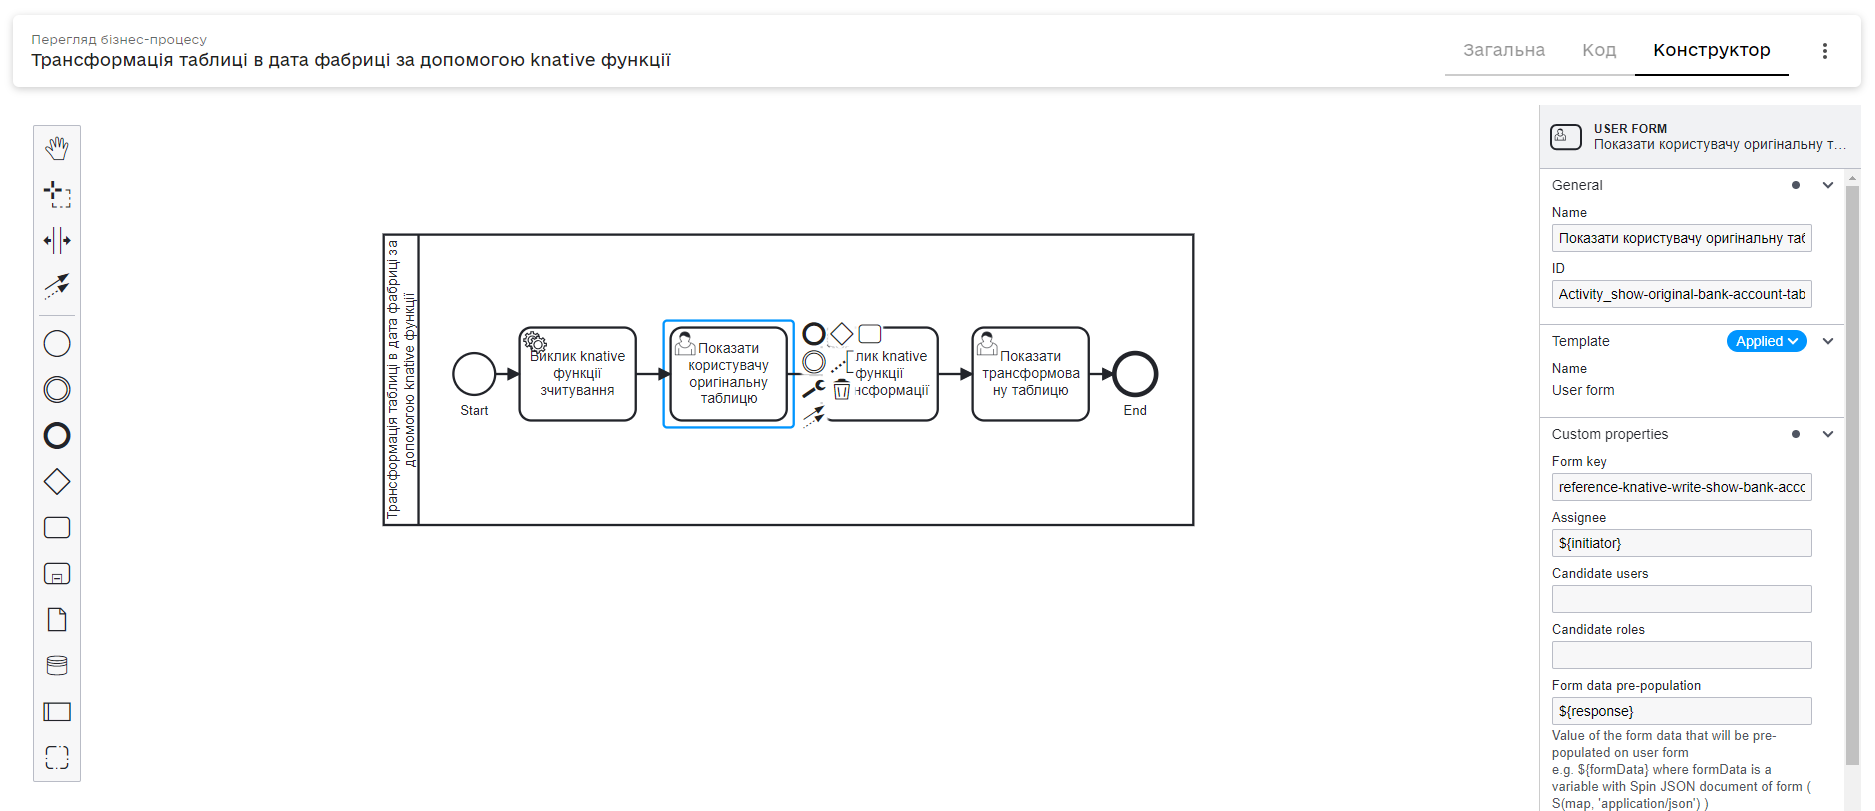 Перегляд бізнес-процесу
Трансформація таблиці в дата фабриці за допомогою knative функції
Загальна
Код
Конструктор
Трансформація таблиці в дата фабриці за
допомогою knative функції
Start
Виклик knative
функції
зчитування
Показати
користувачу
оригінальну
таблицю
лик knative
функції
нсформації
Показати
трансформова
ну таблицю
End
USER FORM
Показати користувачу оригінальну т...
General
Name
Показати користувачу оригінальну таб
ID
Activity_show-original-bank-account-tab
Template
Applied
Name
User form
Custom properties
Form key
reference-knative-write-show-bank-acco
Assignee
${initiator}
Candidate users
Candidate roles
Form data pre-population
${response}
Value of the form data that will be pre-
populated on user form
e.g. ${formData} where formData is a
variable with Spin JSON document of form (
S(map, 'application/json') )